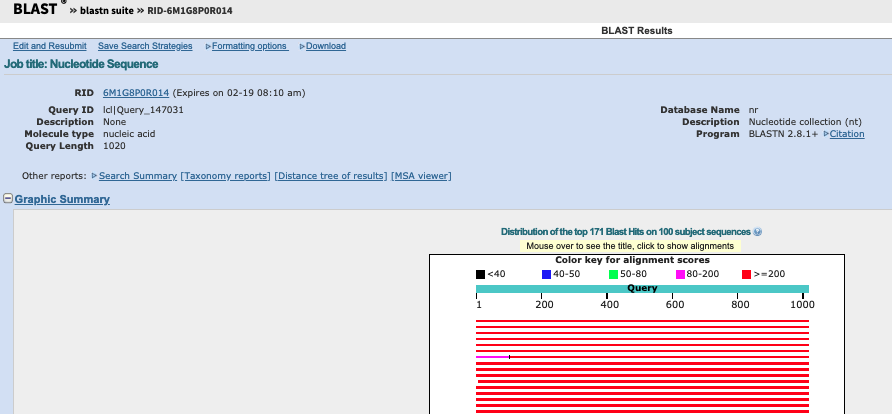 BLAST ® » blastn suite » RID-6M1G8P0R014
BLAST Results
Edit and Resubmit Save Search Strategies ▷Formatting options ▷Download
Job title: Nucleotide Sequence
RID 6M1G8P0R014 (Expires on 02-19 08:10 am)
Query ID lcl|Query_147031
Description None
Molecule type nucleic acid
Query Length 1020
Database Name nr
Description Nucleotide collection (nt)
Program BLASTN 2.8.1+ ▷Citation
Other reports: ▷Search Summary [Taxonomy reports] [Distance tree of results] [MSA viewer]
Graphic Summary
Distribution of the top 171 Blast Hits on 100 subject sequences
Mouse over to see the title, click to show alignments
Color key for alignment scores
<40 40-50 50-80 80-200 >=200
Query
1 200 400 600 800 1000